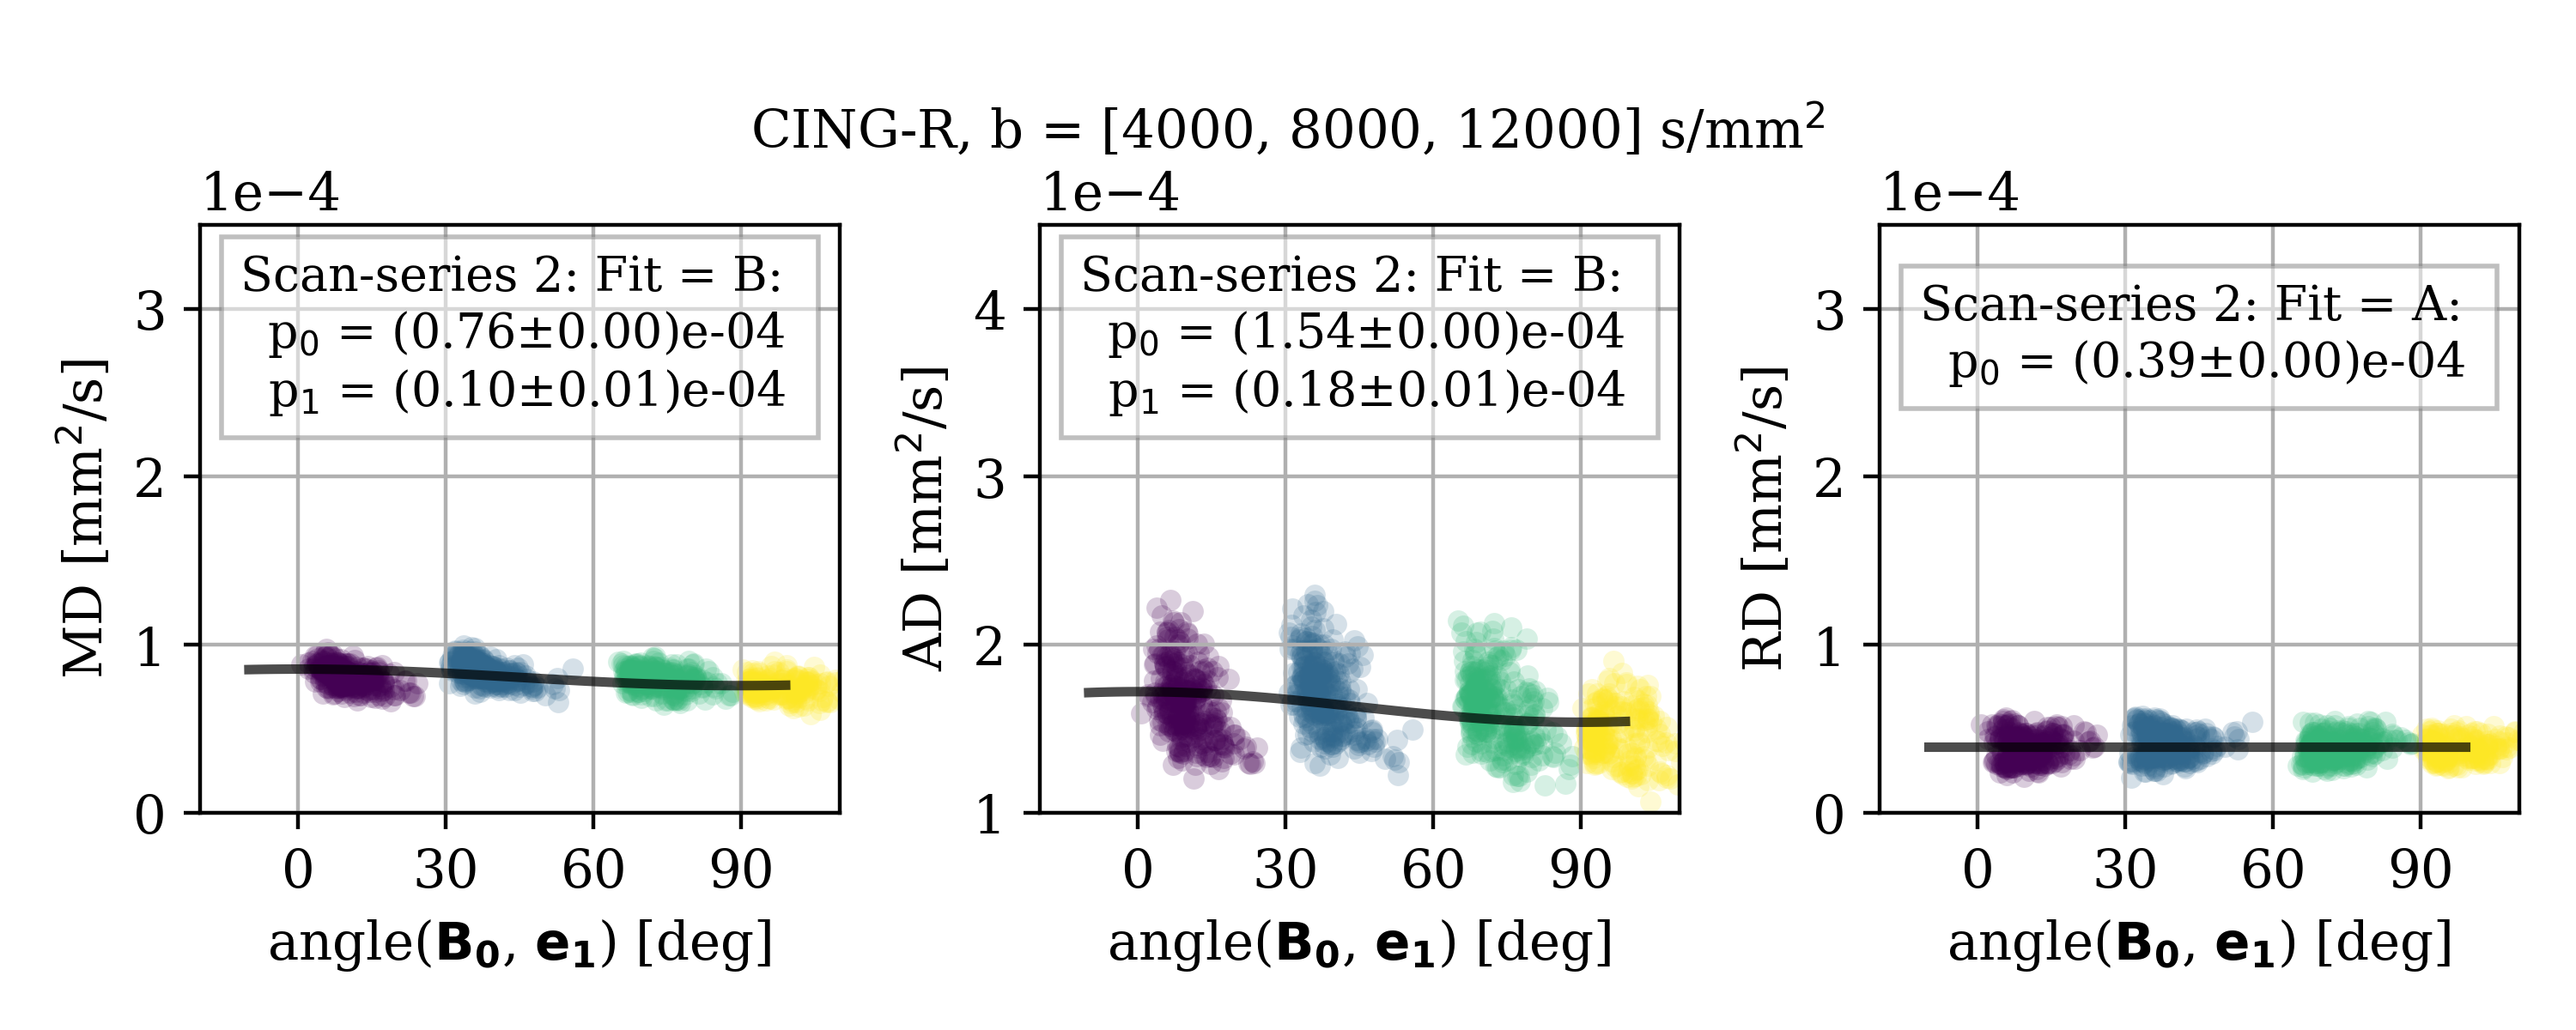 CING-R, b = [4000, 8000, 12000] s/mm²
1e−4
Scan-series 2: Fit = B:
p₀ = (0.76±0.00)e-04
p₁ = (0.10±0.01)e-04
3
2
1
0
MD [mm²/s]
0 30 60 90
angle(B₀, e₁) [deg]
1e−4
Scan-series 2: Fit = B:
p₀ = (1.54±0.00)e-04
p₁ = (0.18±0.01)e-04
4
3
2
1
AD [mm²/s]
0 30 60 90
angle(B₀, e₁) [deg]
1e−4
Scan-series 2: Fit = A:
p₀ = (0.39±0.00)e-04
3
2
1
0
RD [mm²/s]
0 30 60 90
angle(B₀, e₁) [deg]